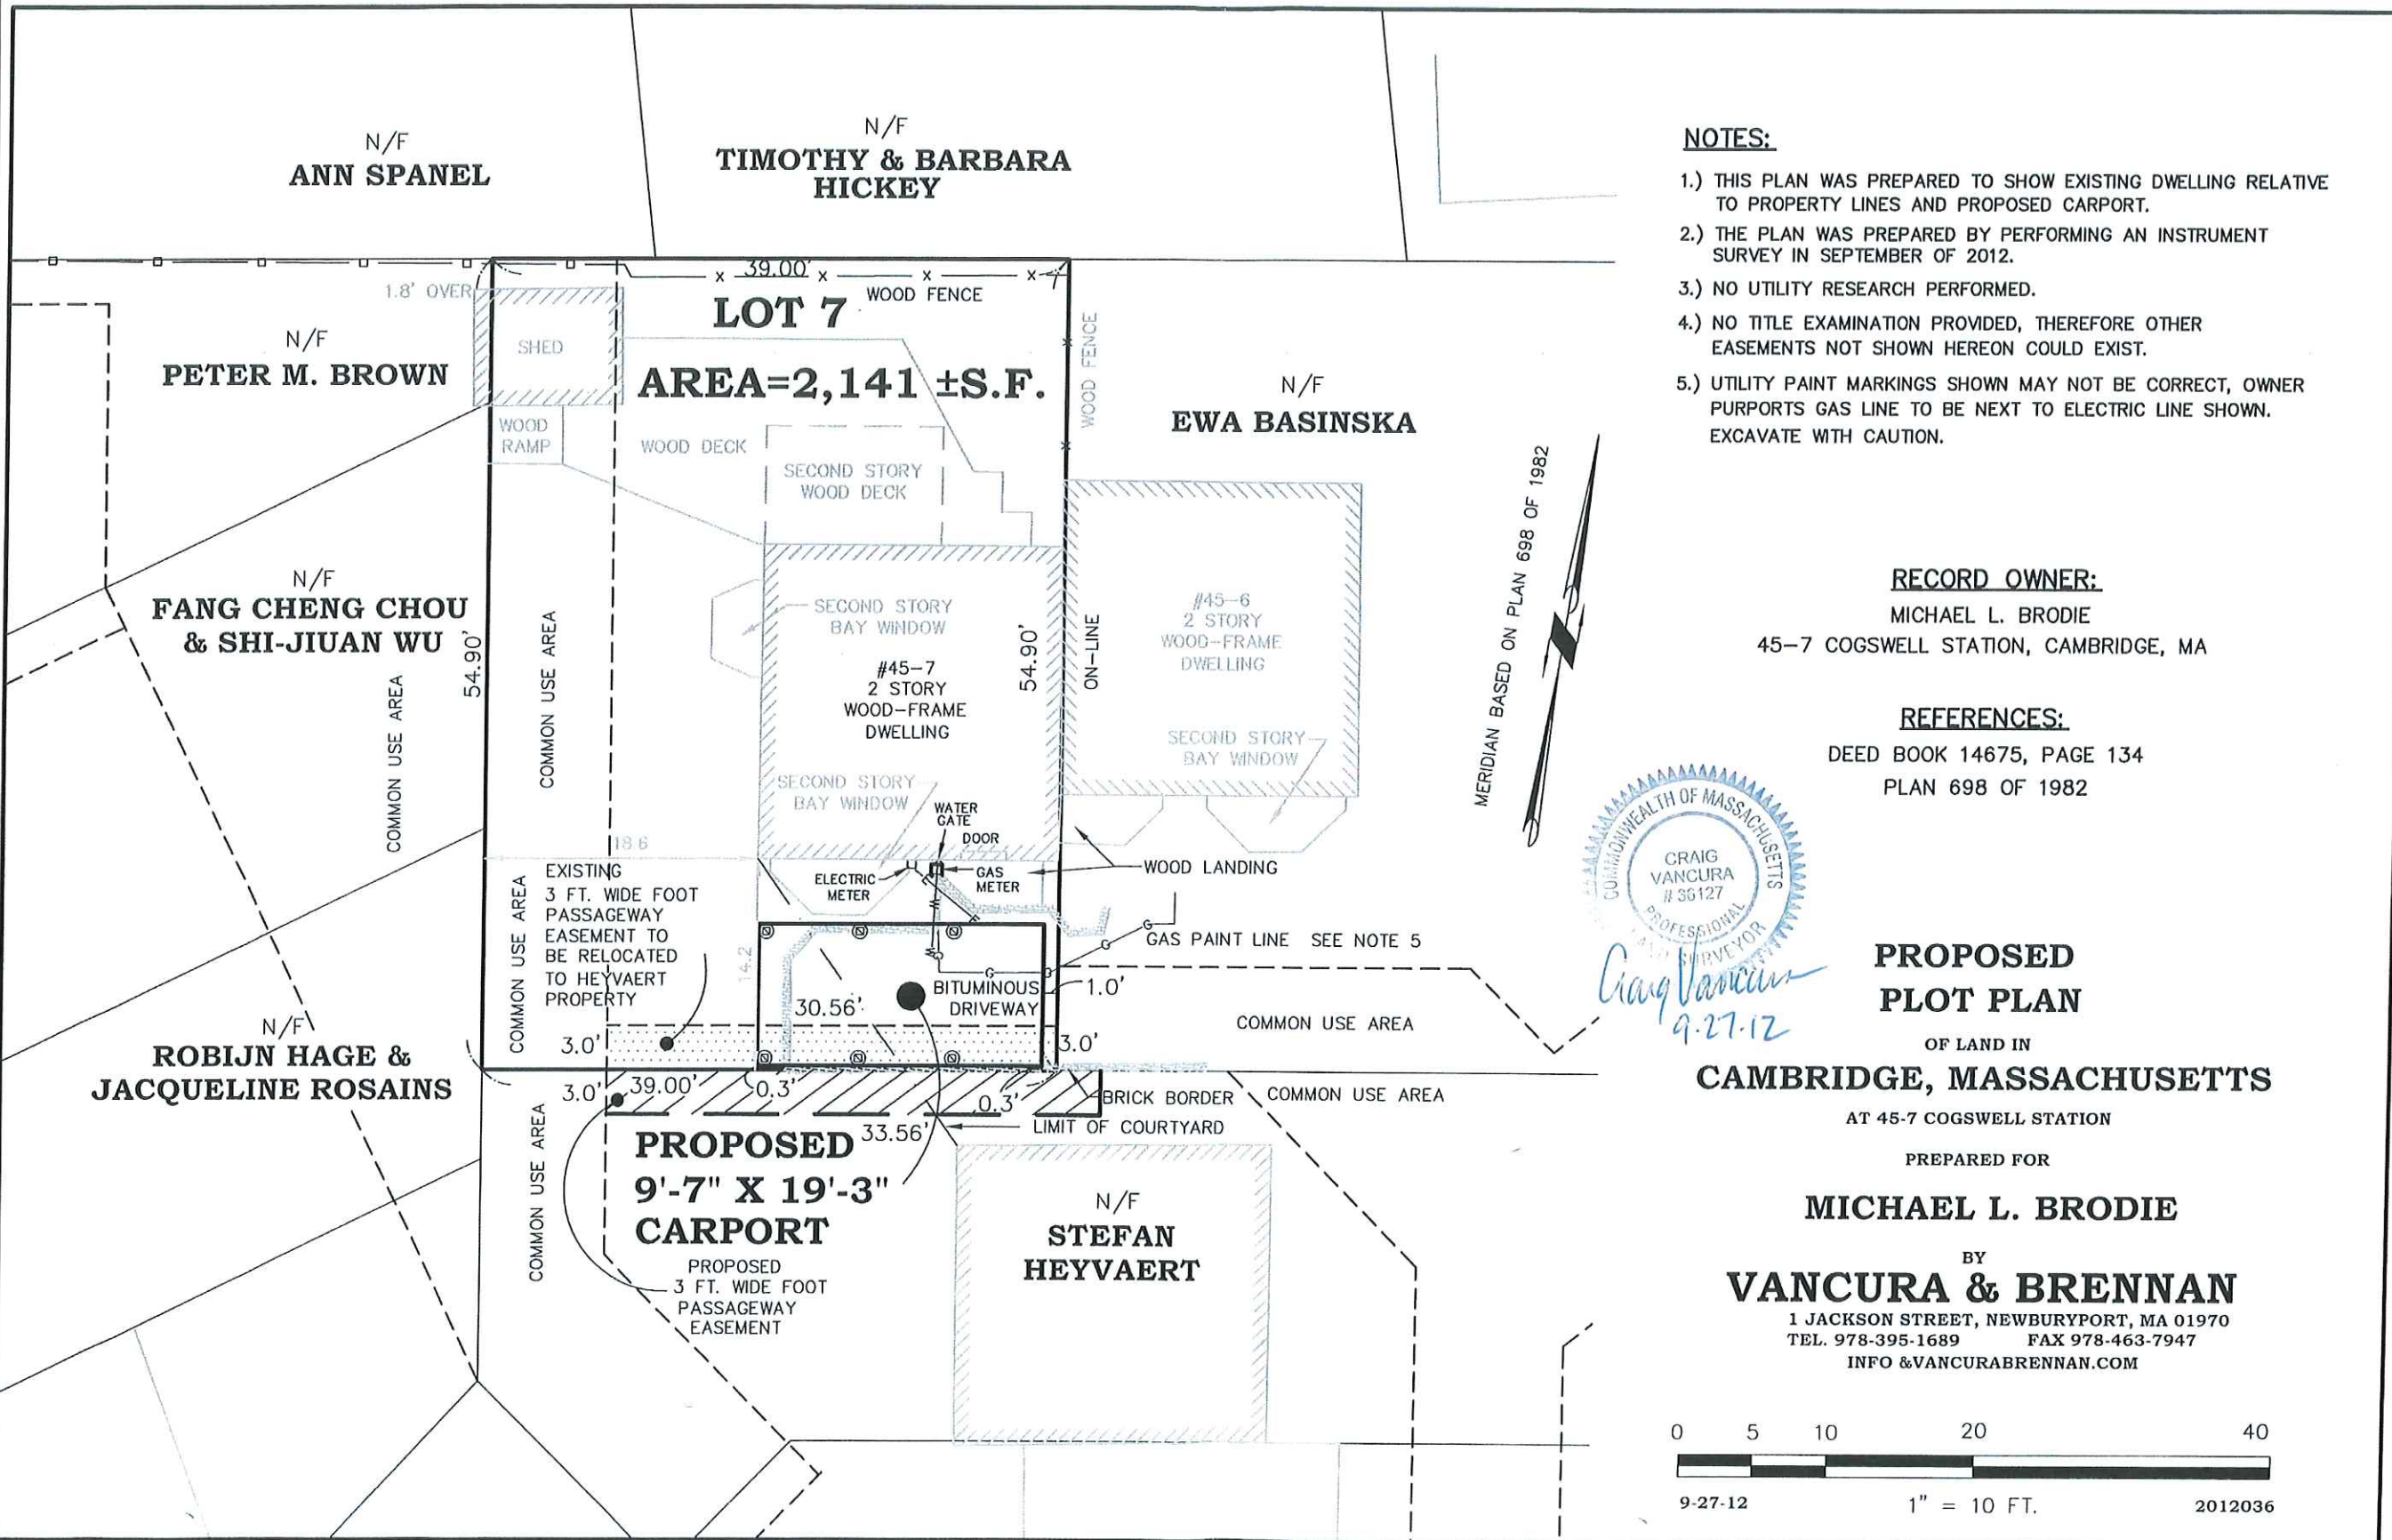 N/F
ANN SPANEL
N/F
TIMOTHY & BARBARA
HICKEY
39.00'
WOOD FENCE
LOT 7
AREA=2,141 ±S.F.
1.8' OVER
SHED
WOOD
RAMP
WOOD DECK
SECOND STORY
WOOD DECK
WOOD FENCE
N/F
PETER M. BROWN
N/F
EWA BASINSKA
N/F
FANG CHENG CHOU
& SHI-JIUAN WU
54.90'
COMMON USE AREA
COMMON USE AREA
SECOND STORY
BAY WINDOW
#45-7
2 STORY
WOOD-FRAME
DWELLING
54.90'
ON-LINE
#45-6
2 STORY
WOOD-FRAME
DWELLING
SECOND STORY
BAY WINDOW
SECOND STORY
BAY WINDOW
WATER
GATE
DOOR
ELECTRIC
METER
GAS
METER
WOOD LANDING
18.6
14.2
EXISTING
3 FT. WIDE FOOT
PASSAGEWAY
EASEMENT TO
BE RELOCATED
TO HEYVAERT
PROPERTY
COMMON USE AREA
E
E
W
W
G
G
G
G
G
GAS PAINT LINE SEE NOTE 5
BITUMINOUS
DRIVEWAY
1.0'
30.56'
3.0'
3.0'
COMMON USE AREA
N/F
ROBIJN HAGE &
JACQUELINE ROSAINS
3.0'
39.00'
0.3'
0.3'
BRICK BORDER
COMMON USE AREA
33.56'
LIMIT OF COURTYARD
COMMON USE AREA
PROPOSED
9'-7" X 19'-3"
CARPORT
PROPOSED
3 FT. WIDE FOOT
PASSAGEWAY
EASEMENT
N/F
STEFAN
HEYVAERT
MERIDIAN BASED ON PLAN 698 OF 1982
NOTES:
1.) THIS PLAN WAS PREPARED TO SHOW EXISTING DWELLING RELATIVE
TO PROPERTY LINES AND PROPOSED CARPORT.
2.) THE PLAN WAS PREPARED BY PERFORMING AN INSTRUMENT
SURVEY IN SEPTEMBER OF 2012.
3.) NO UTILITY RESEARCH PERFORMED.
4.) NO TITLE EXAMINATION PROVIDED, THEREFORE OTHER
EASEMENTS NOT SHOWN HEREON COULD EXIST.
5.) UTILITY PAINT MARKINGS SHOWN MAY NOT BE CORRECT, OWNER
PURPORTS GAS LINE TO BE NEXT TO ELECTRIC LINE SHOWN.
EXCAVATE WITH CAUTION.
RECORD OWNER:
MICHAEL L. BRODIE
45-7 COGSWELL STATION, CAMBRIDGE, MA
REFERENCES:
DEED BOOK 14675, PAGE 134
PLAN 698 OF 1982
COMMONWEALTH OF MASSACHUSETTS
CRAIG
VANCURA
# 36127
PROFESSIONAL
LAND SURVEYOR
Craig Vancura
9.27.12
PROPOSED
PLOT PLAN
OF LAND IN
CAMBRIDGE, MASSACHUSETTS
AT 45-7 COGSWELL STATION
PREPARED FOR
MICHAEL L. BRODIE
BY
VANCURA & BRENNAN
1 JACKSON STREET, NEWBURYPORT, MA 01970
TEL. 978-395-1689 FAX 978-463-7947
INFO &VANCURABRENNAN.COM
0 5 10 20 40
9-27-12 1" = 10 FT. 2012036